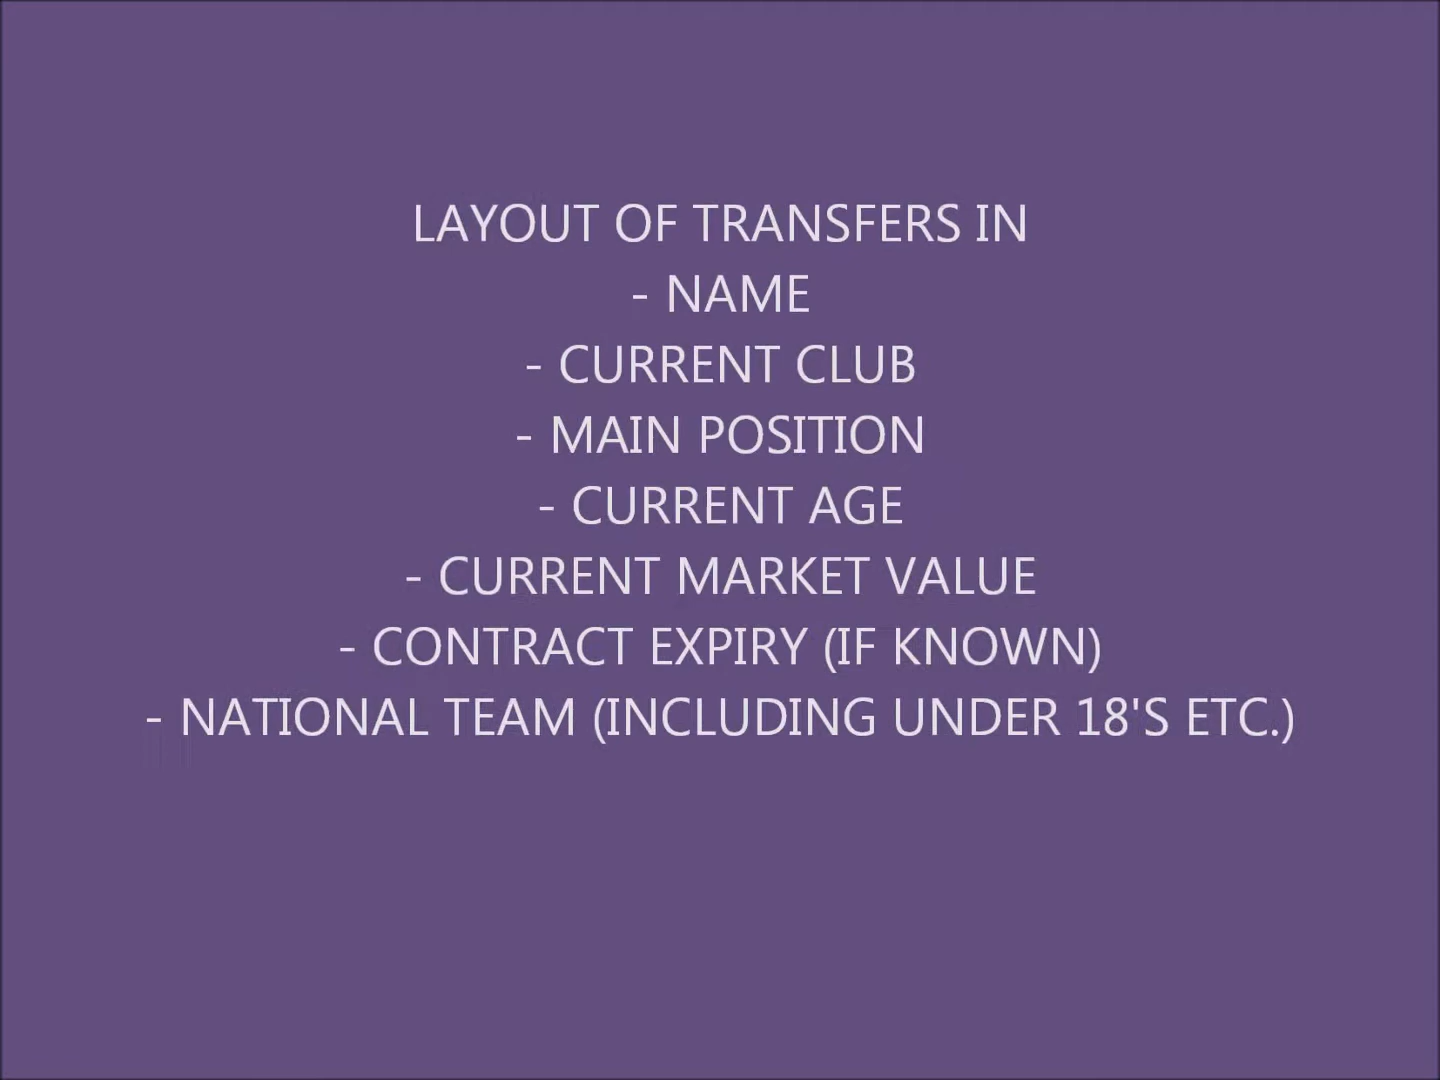 LAYOUT OF TRANSFERS IN
- NAME
- CURRENT CLUB
- MAIN POSITION
- CURRENT AGE
- CURRENT MARKET VALUE
- CONTRACT EXPIRY (IF KNOWN)
- NATIONAL TEAM (INCLUDING UNDER 18'S ETC.)